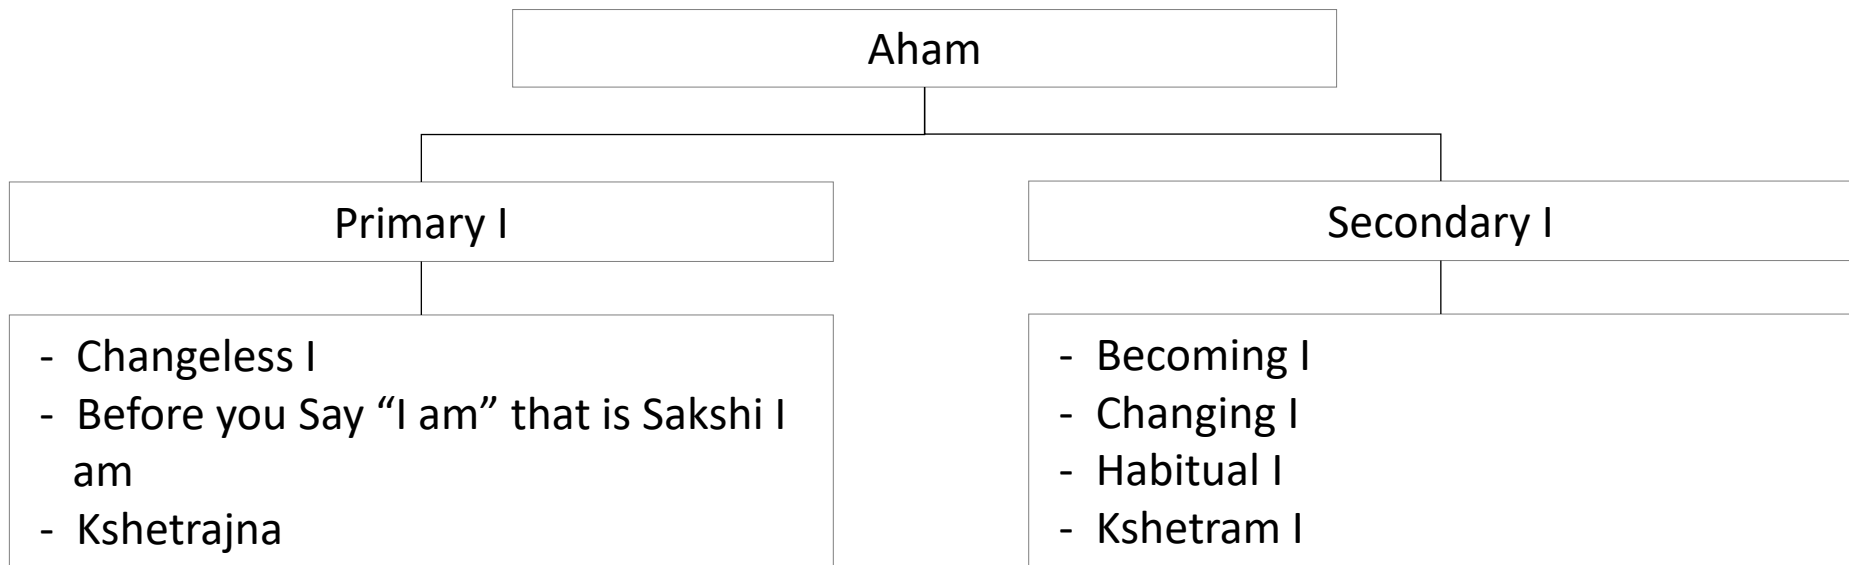 Aham
Primary I
Secondary I
- Changeless I
- Before you Say “I am” that is Sakshi I
am
- Kshetrajna
- Becoming I
- Changing I
- Habitual I
- Kshetram I